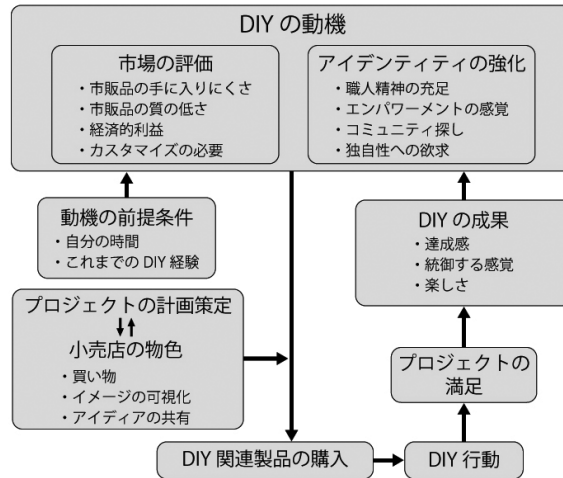 DIY の動機
市場の評価
・市販品の手に入りにくさ
・市販品の質の低さ
・経済的利益
・カスタマイズの必要
アイデンティティの強化
・職人精神の充足
・エンパワーメントの感覚
・コミュニティ探し
・独自性への欲求
動機の前提条件
・自分の時間
・これまでの DIY 経験
DIY の成果
・達成感
・統御する感覚
・楽しさ
プロジェクトの計画策定
小売店の物色
・買い物
・イメージの可視化
・アイディアの共有
プロジェクトの
満足
DIY 関連製品の購入
DIY 行動